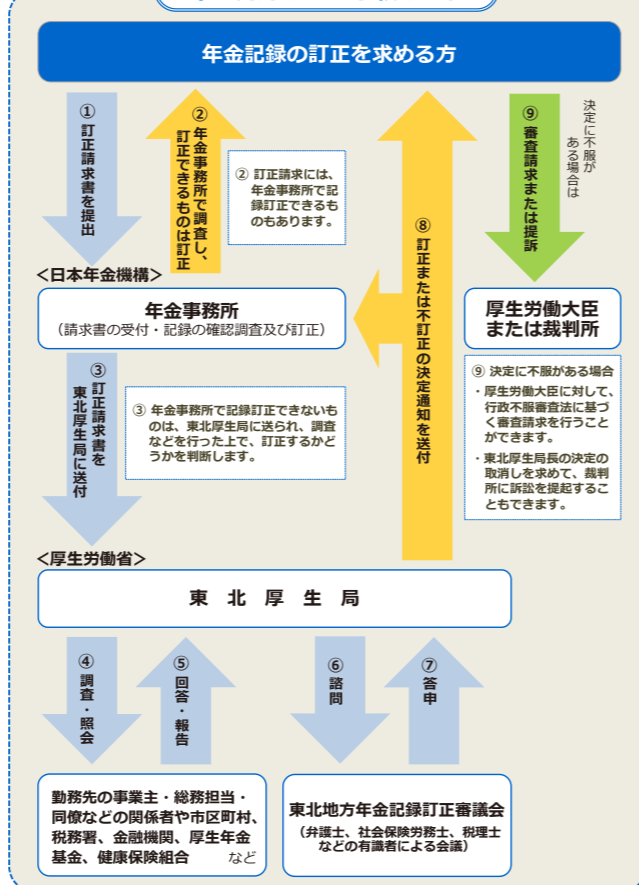 年金記録の訂正を求める方
① 訂正請求書を提出
② 年金事務所で調査し、
訂正できるものは訂正
② 訂正請求には、
年金事務所で記
録訂正できるも
のもあります。
⑧ 訂正または不訂正の決定通知を送付
⑨ 審査請求または提訴
決定に不服が
ある場合は
<日本年金機構>
年金事務所
（請求書の受付・記録の確認調査及び訂正）
厚生労働大臣
または裁判所
③ 訂正請求書を
東北厚生局に送付
③ 年金事務所で記録訂正できないも
のは、東北厚生局に送られ、調査
などを行った上で、訂正するかど
うかを判断します。
⑨ 決定に不服がある場合
・厚生労働大臣に対して、
行政不服審査法に基づ
く審査請求を行うこと
ができます。
・東北厚生局長の決定の
取消しを求めて、裁判
所に訴訟を提起するこ
ともできます。
<厚生労働省>
東 北 厚 生 局
④ 調査・照会
⑤ 回答・報告
⑥ 諮問
⑦ 答申
勤務先の事業主・総務担当・
同僚などの関係者や市区町村、
税務署、金融機関、厚生年金
基金、健康保険組合 など
東北地方年金記録訂正審議会
（弁護士、社会保険労務士、税理士
などの有識者による会議）